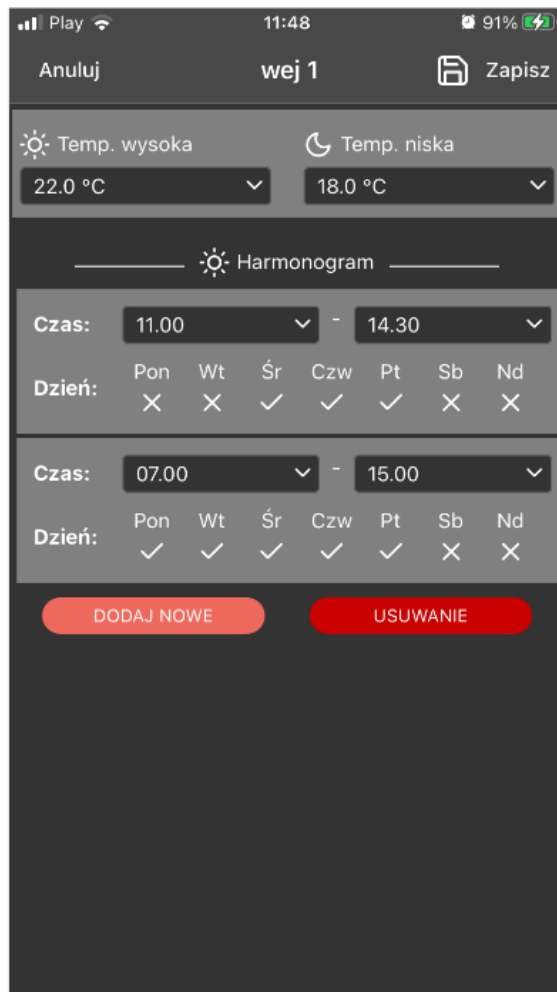 Play 11:48 91%
Anuluj wej 1 Zapisz
Temp. wysoka Temp. niska
22.0 °C 18.0 °C
Harmonogram
Czas: 11.00 - 14.30
Pon Wt Śr Czw Pt Sb Nd
Dzień:
Czas: 07.00 - 15.00
Pon Wt Śr Czw Pt Sb Nd
Dzień:
DODAJ NOWE USUWANIE